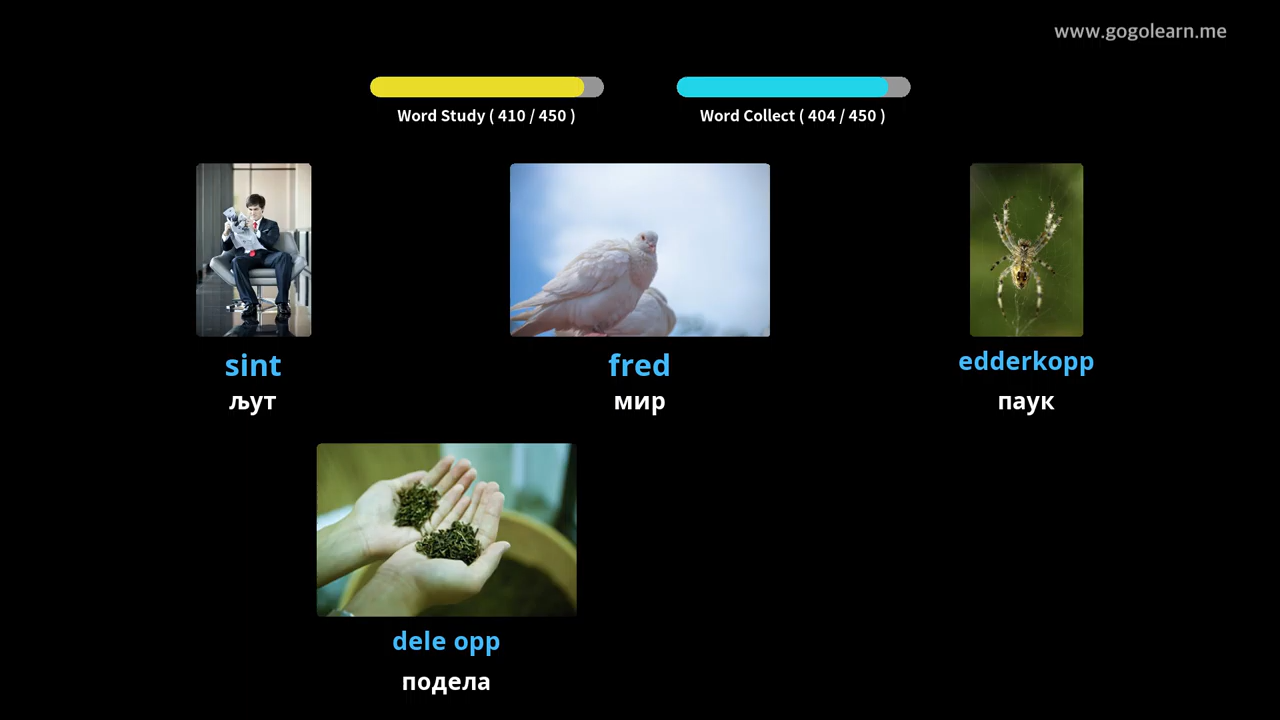 www.gogolearn.me
Word Study ( 410 / 450 )
Word Collect ( 404 / 450 )
sint
fred
edderkopp
љут
мир
паук
dele opp
подела